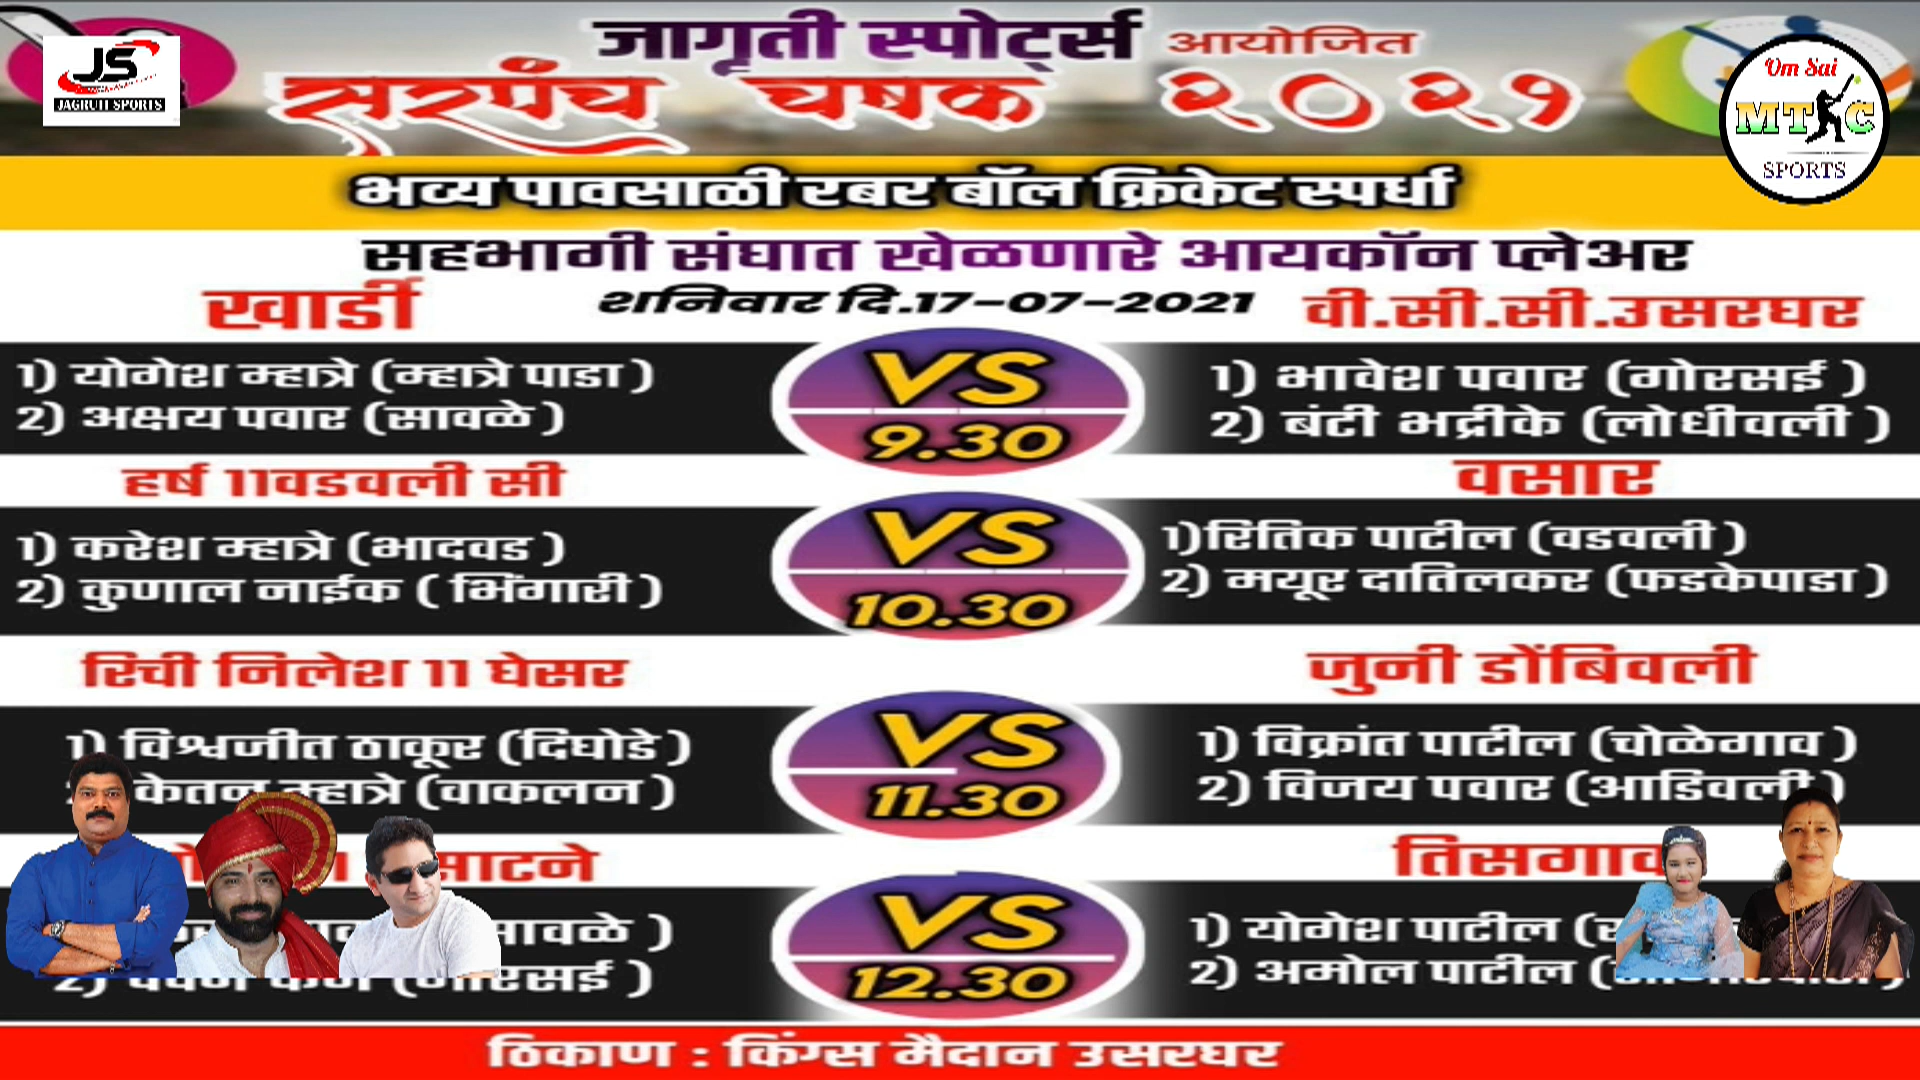 जागृती स्पोर्ट्स आयोजित
JS
JAGRUTI SPORTS
सरपंच चषक २०२१
Om Sai
MTCC
SPORTS
भव्य पावसाळी रबर बॉल क्रिकेट स्पर्धा
सहभागी संघात खेळणारे आयकॉन प्लेअर
शनिवार दि.17-07-2021
खार्डी
वी.सी.सी.उसरघर
1) योगेश म्हात्रे (म्हात्रे पाडा )
2) अक्षय पवार (सावळे )
VS
9.30
1) भावेश पवार (गोरसई )
2) बंटी भद्रीके (लोधीवली )
हर्ष 11वडवली सी
वसार
1) करेश म्हात्रे (भादवड )
2) कुणाल नाईक ( भिंगारी )
VS
10.30
1)रितिक पाटील (वडवली )
2) मयूर दातिलकर (फडकेपाडा )
रिची निलेश 11 घेसर
जुनी डोंबिवली
1) विश्वजीत ठाकूर (दिघोडे )
केतन म्हात्रे (वाकलन )
VS
11.30
1) विक्रांत पाटील (चोळेगाव )
2) विजय पवार (आडिवली )
तिसगाव
VS
12.30
1) योगेश पाटील
2) अमोल पाटील
ठिकाण : किंग्स मैदान उसरघर